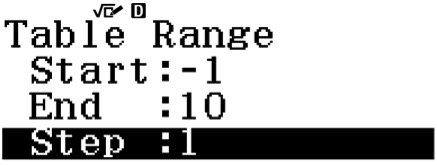 √▱ D
Table Range
Start:-1
End :10
Step :1